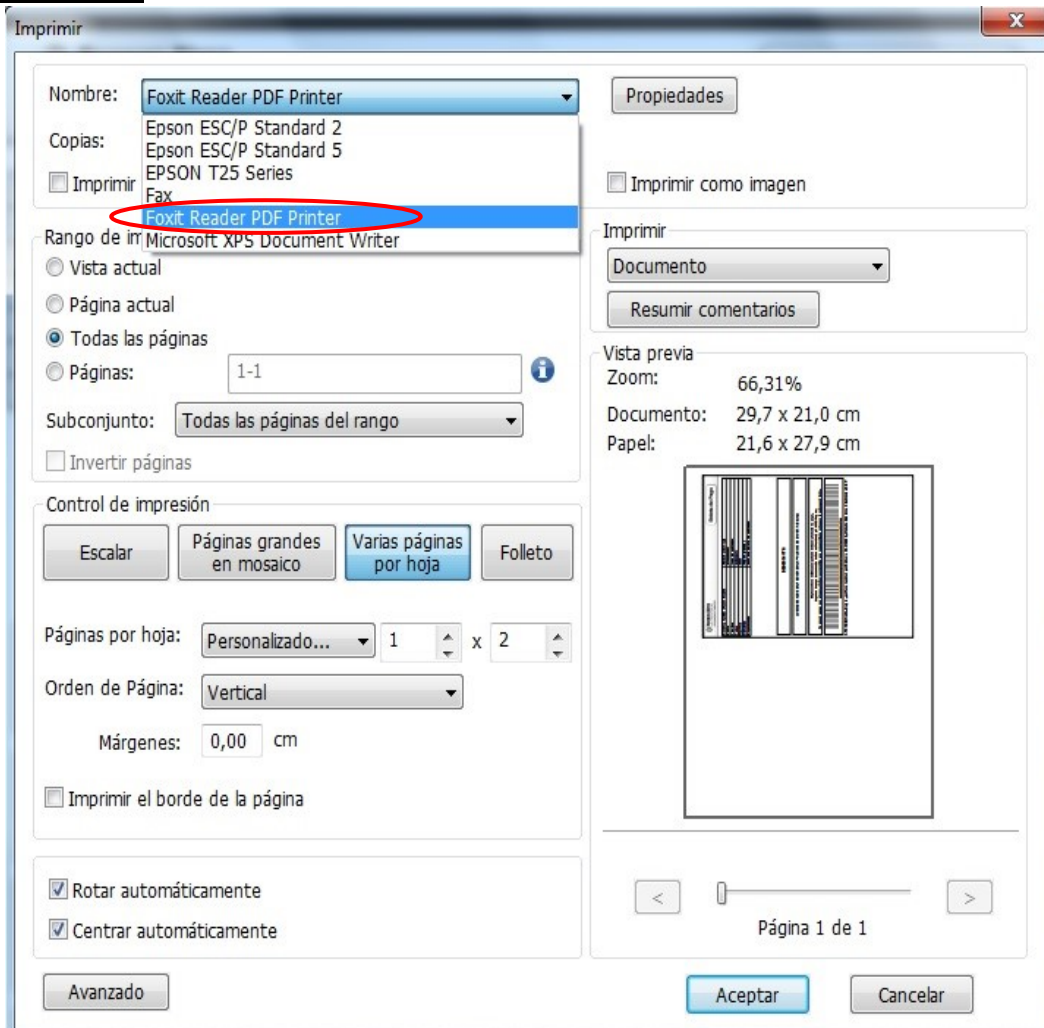 Imprimir
X
Nombre: Foxit Reader PDF Printer Propiedades
Epson ESC/P Standard 2
Copias: Epson ESC/P Standard 5
EPSON T25 Series
Imprimir Imprimir como imagen
Fax
Foxit Reader PDF Printer
Microsoft XPS Document Writer
Rango de im
Vista actual
Página actual
Todas las páginas
Páginas: 1-1
Subconjunto: Todas las páginas del rango
Invertir páginas
Imprimir
Documento
Resumir comentarios
Vista previa
Zoom: 66,31%
Documento: 29,7 x 21,0 cm
Papel: 21,6 x 27,9 cm
Control de impresión
Escalar
Páginas grandes
en mosaico
Varias páginas
por hoja
Folleto
Páginas por hoja: Personalizado... 1 x 2
Orden de Página: Vertical
Márgenes: 0,00 cm
Imprimir el borde de la página
Rotar automáticamente
Centrar automáticamente
< >
Página 1 de 1
Avanzado Aceptar Cancelar